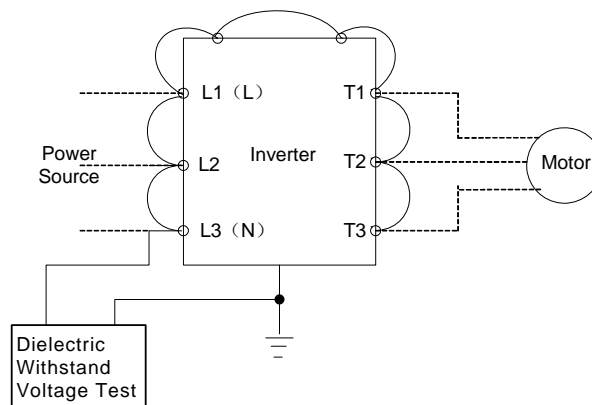 L1（L） T1
Power
Source
L2 Inverter T2 Motor
L3（N） T3
Dielectric
Withstand
Voltage Test